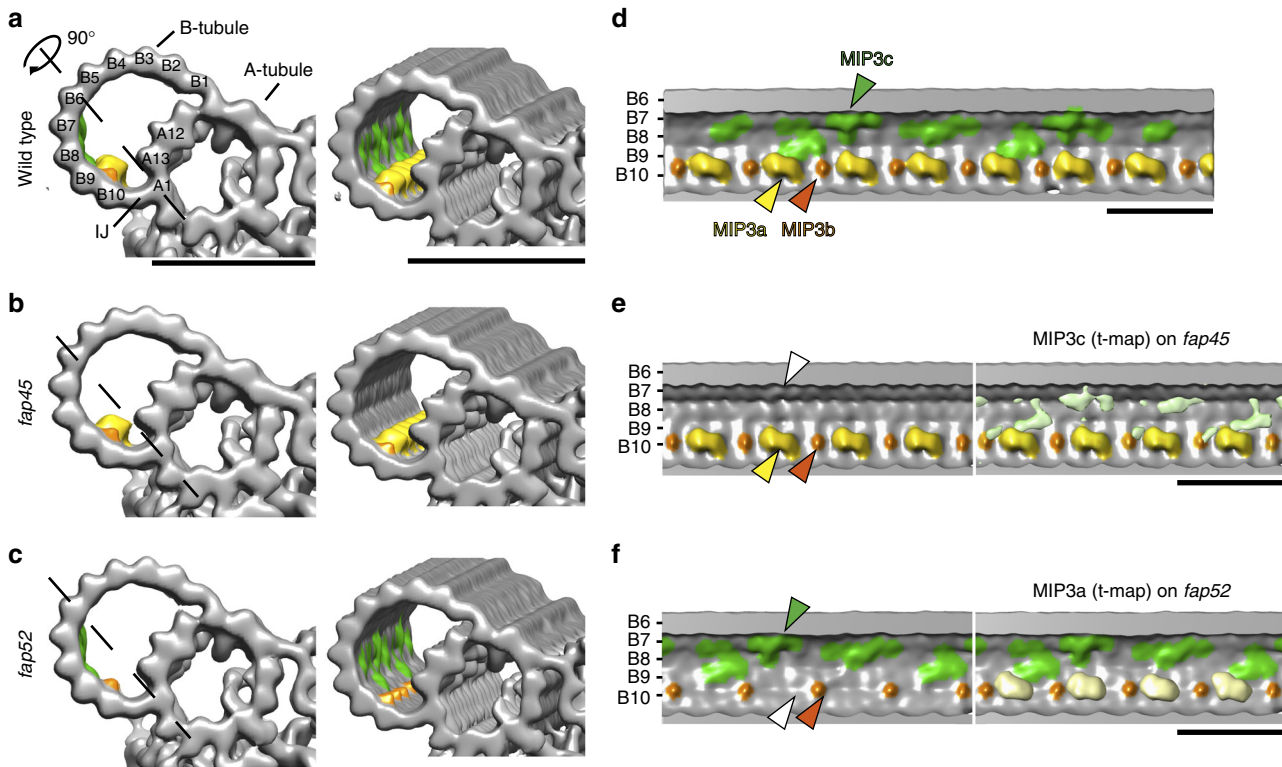 a
90°
B-tubule
A-tubule
B1
B2
B3
B4
B5
B6
B7
B8
B9
B10
A12
A13
A1
IJ
Wild type
b
fap45
c
fap52
d
MIP3c
B6
B7
B8
B9
B10
MIP3a MIP3b
e
MIP3c (t-map) on fap45
B6
B7
B8
B9
B10
f
MIP3a (t-map) on fap52
B6
B7
B8
B9
B10